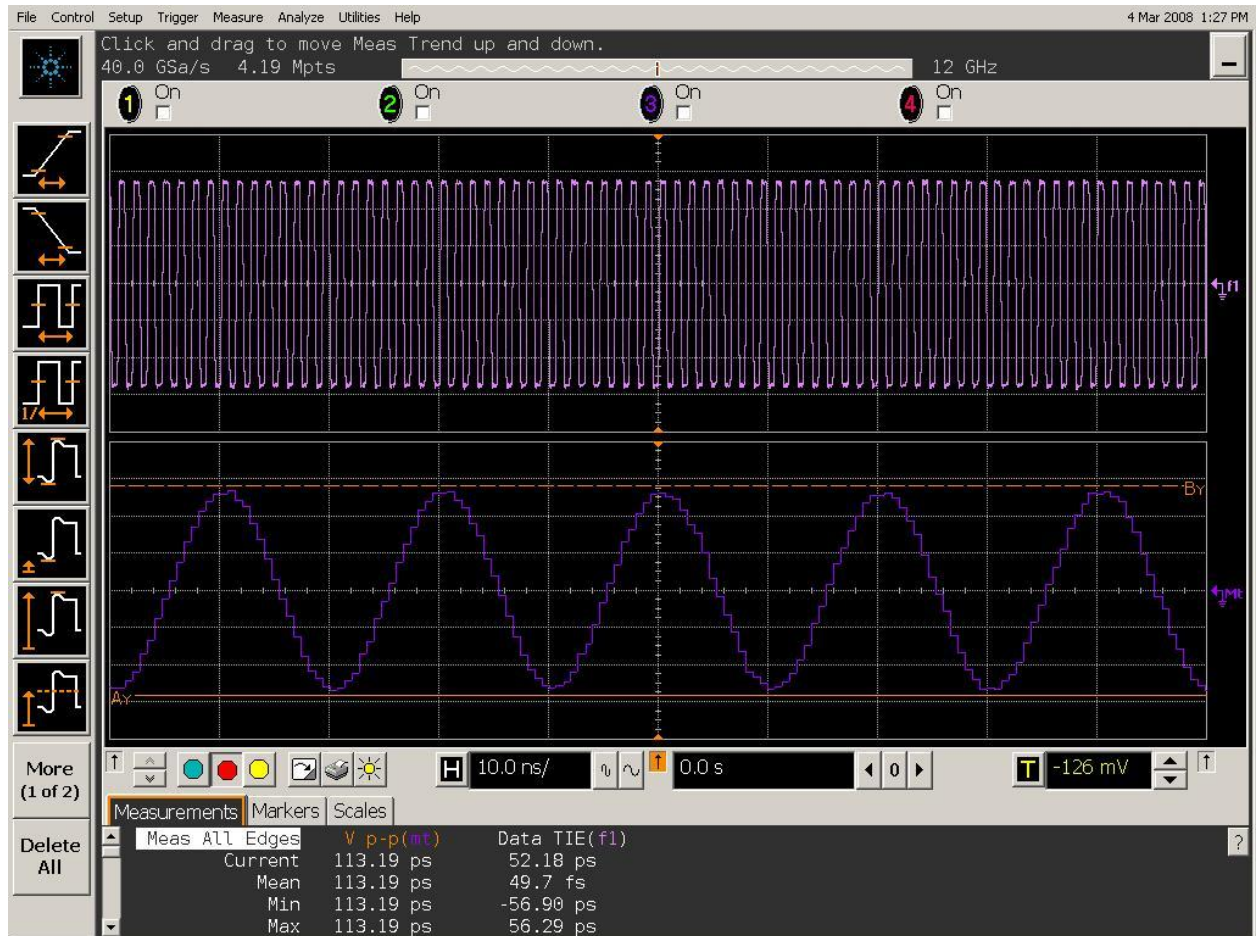 File Control Setup Trigger Measure Analyze Utilities Help 4 Mar 2008 1:27 PM
Click and drag to move Meas Trend up and down.
40.0 GSa/s 4.19 Mpts 12 GHz
1 On 2 3 On 4 On
f1
1/
By
Mt
Ay
More
(1 of 2)
Delete
All
H 10.0 ns/ 0.0 s 0 T -126 mV
Measurements Markers Scales
Meas All Edges V p-p(mt) Data TIE(f1)
Current 113.19 ps 52.18 ps
Mean 113.19 ps 49.7 fs
Min 113.19 ps -56.90 ps
Max 113.19 ps 56.29 ps
?